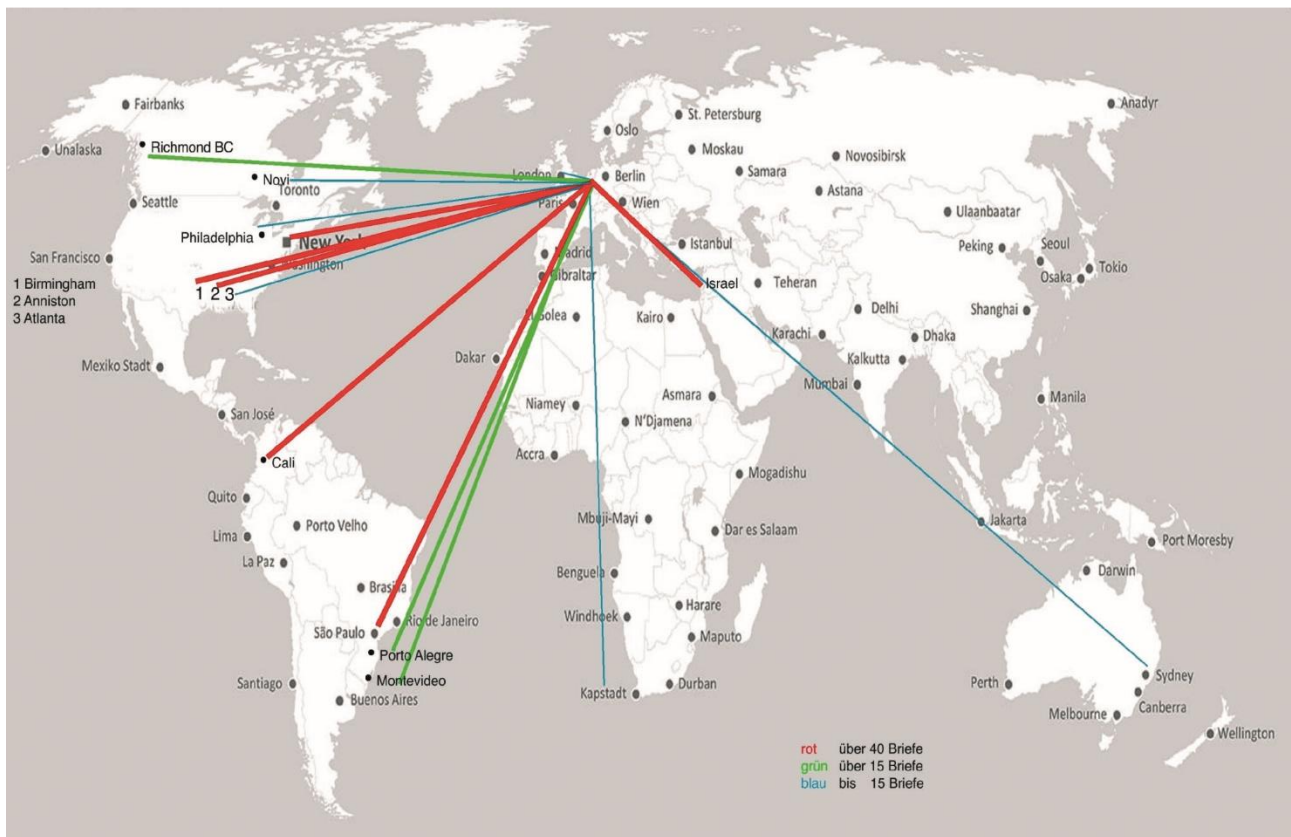 Fairbanks
Anadyr
St. Petersburg
Oslo
Richmond BC
Unalaska
Moskau
Novosibirsk
London
Berlin
Samara
Novi
Toronto
Astana
Seattle
Paris
Wien
Ulaanbaatar
Philadelphia
New York
Istanbul
Peking
Seoul
San Francisco
Washington
Madrid
Tokio
Osaka
Gibraltar
Israel
Teheran
1 Birmingham
2 Anniston
3 Atlanta
1 2 3
Delhi
Shanghai
El Solea
Kairo
Karachi
Dhaka
Mexiko Stadt
Dakar
Kalkutta
Mumbai
Asmara
Manila
San José
Niamey
N'Djamena
Accra
Cali
Mogadishu
Quito
Porto Velho
Mbuji-Mayi
Jakarta
Lima
Dar es Salaam
Port Moresby
La Paz
Benguela
Darwin
Brasilia
Harare
Windhoek
Rio de Janeiro
São Paulo
Maputo
Porto Alegre
Montevideo
Sydney
Santiago
Kapstadt
Durban
Perth
Buenos Aires
Canberra
Melbourne
Wellington
rot über 40 Briefe
grün über 15 Briefe
blau bis 15 Briefe